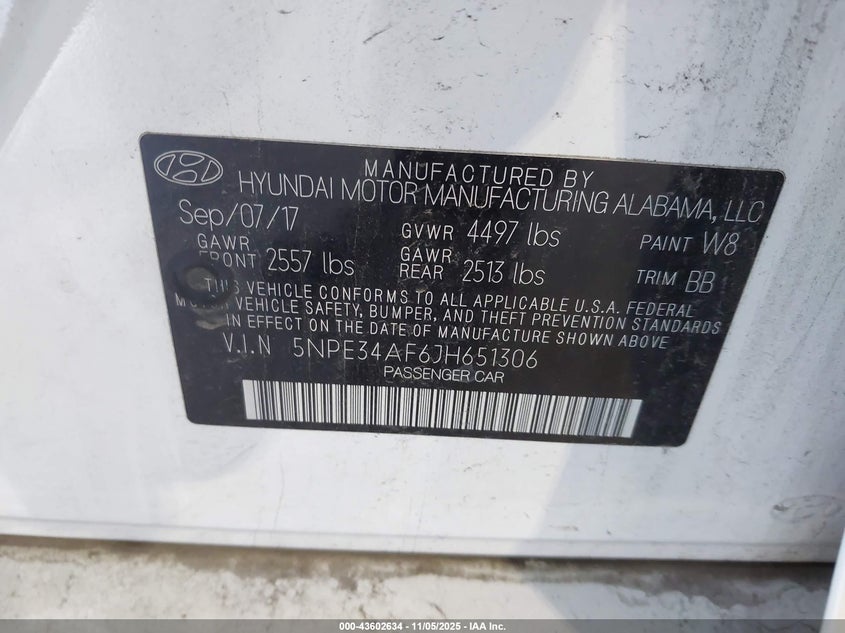 MANUFACTURED BY
HYUNDAI MOTOR MANUFACTURING ALABAMA, LLC
Sep/07/17 GVWR 4497 lbs PAINT W8
GAWR FRONT 2557 lbs GAWR REAR 2513 lbs TRIM BB
THIS VEHICLE CONFORMS TO ALL APPLICABLE U.S.A. FEDERAL
MOTOR VEHICLE SAFETY, BUMPER, AND THEFT PREVENTION STANDARDS
IN EFFECT ON THE DATE OF MANUFACTURE SHOWN ABOVE.
V.I.N 5NPE34AF6JH651306
PASSENGER CAR
000-43602634 - 11/05/2025 - IAA Inc.